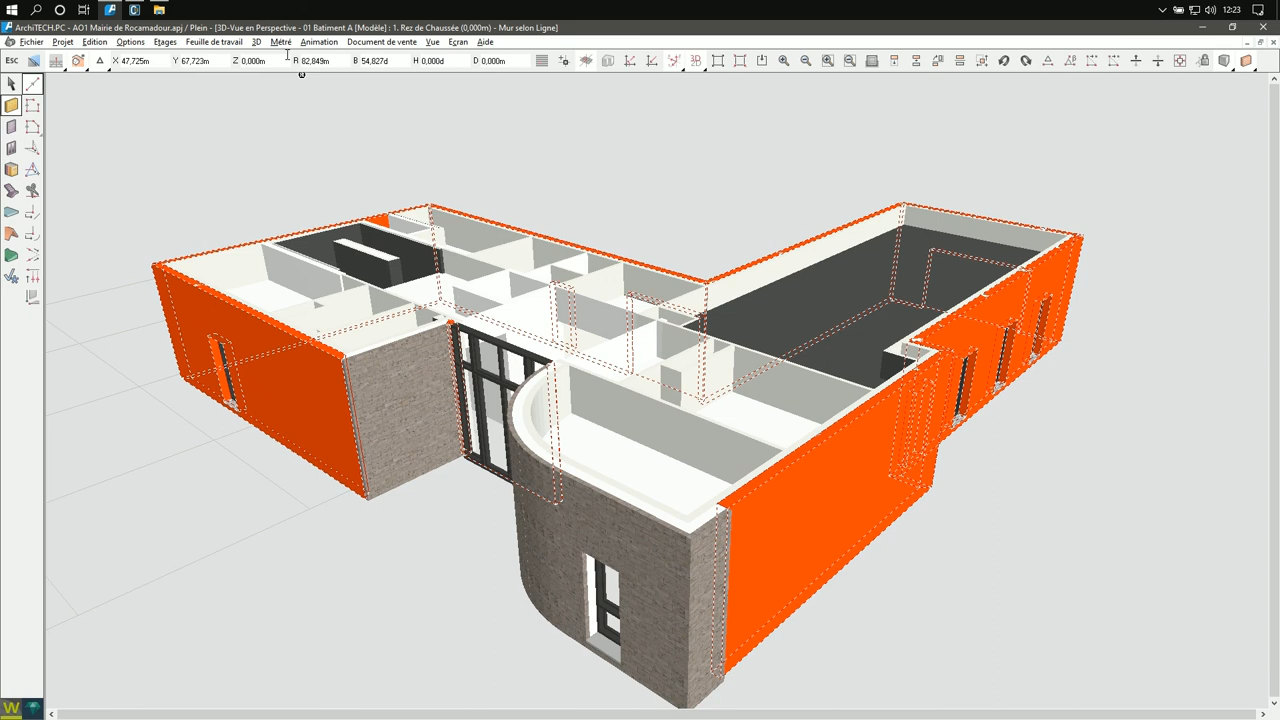 12:23
ArchiTECH.PC - AO1 Mairie de Rocamadour.apj / Plein - [3D-Vue en Perspective - 01 Batiment A [Modèle] : 1. Rez de Chaussée (0,000m) - Mur selon Ligne]
Fichier Projet Edition Options Etages Feuille de travail 3D Métré Animation Document de vente Vue Ecran Aide
Esc X 47,725m Y 67,723m Z 0,000m R 82,849m B 54,827d H 0,000d D 0,000m
3D
W